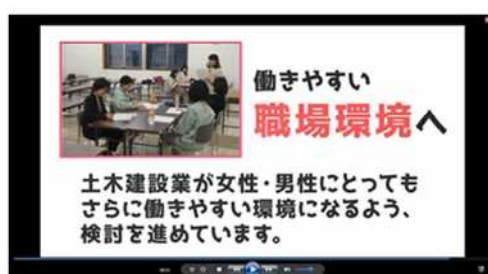 働きやすい
職場環境へ
土木建設業が女性・男性にとっても
さらに働きやすい環境になるよう、
検討を進めています。